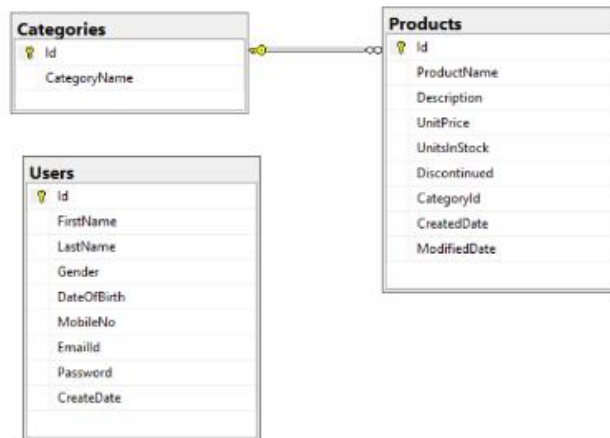 Categories
Id
CategoryName
Products
Id
ProductName
Description
UnitPrice
UnitsInStock
Discontinued
CategoryId
CreatedDate
ModifiedDate
Users
Id
FirstName
LastName
Gender
DateOfBirth
MobileNo
EmailId
Password
CreateDate